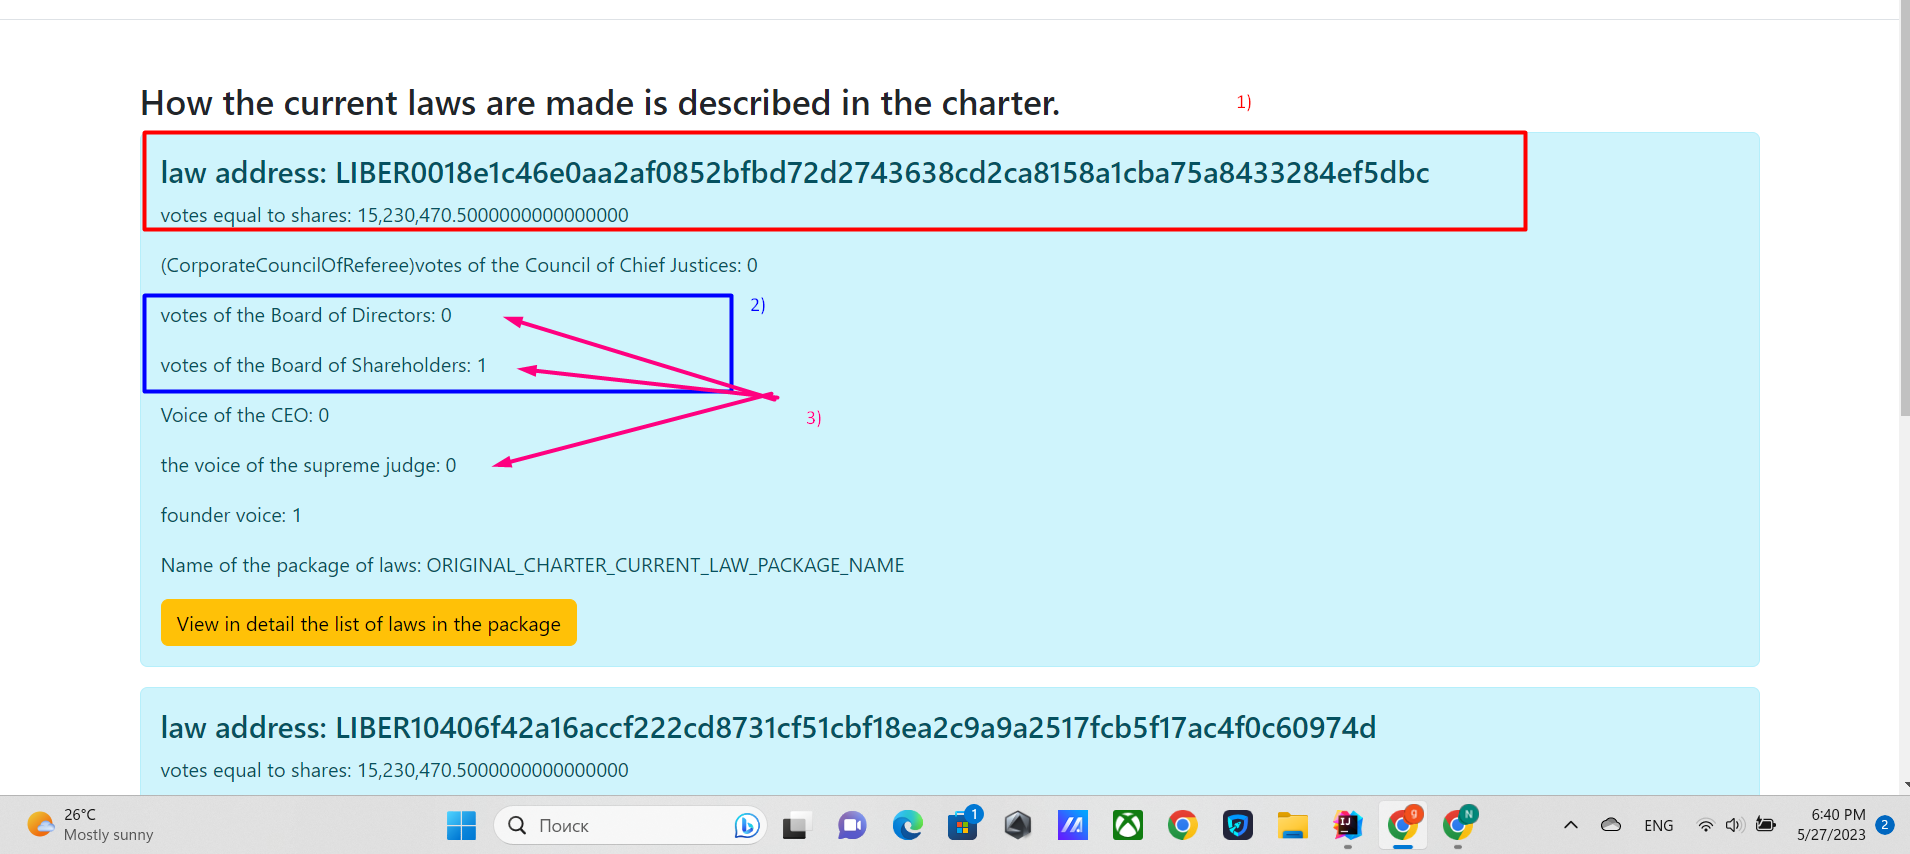 How the current laws are made is described in the charter.
1)
law address: LIBER0018e1c46e0aa2af0852bfbd72d2743638cd2ca8158a1cba75a8433284ef5dbc
votes equal to shares: 15,230,470.5000000000000000
(CorporateCouncilOfReferee)votes of the Council of Chief Justices: 0
2)
votes of the Board of Directors: 0
votes of the Board of Shareholders: 1
Voice of the CEO: 0
3)
the voice of the supreme judge: 0
founder voice: 1
Name of the package of laws: ORIGINAL_CHARTER_CURRENT_LAW_PACKAGE_NAME
View in detail the list of laws in the package
law address: LIBER10406f42a16accf222cd8731cf51cbf18ea2c9a9a2517fcb5f17ac4f0c60974d
votes equal to shares: 15,230,470.5000000000000000
26°C
Mostly sunny
Поиск
1
IJ
g
N
ENG
6:40 PM
5/27/2023
2